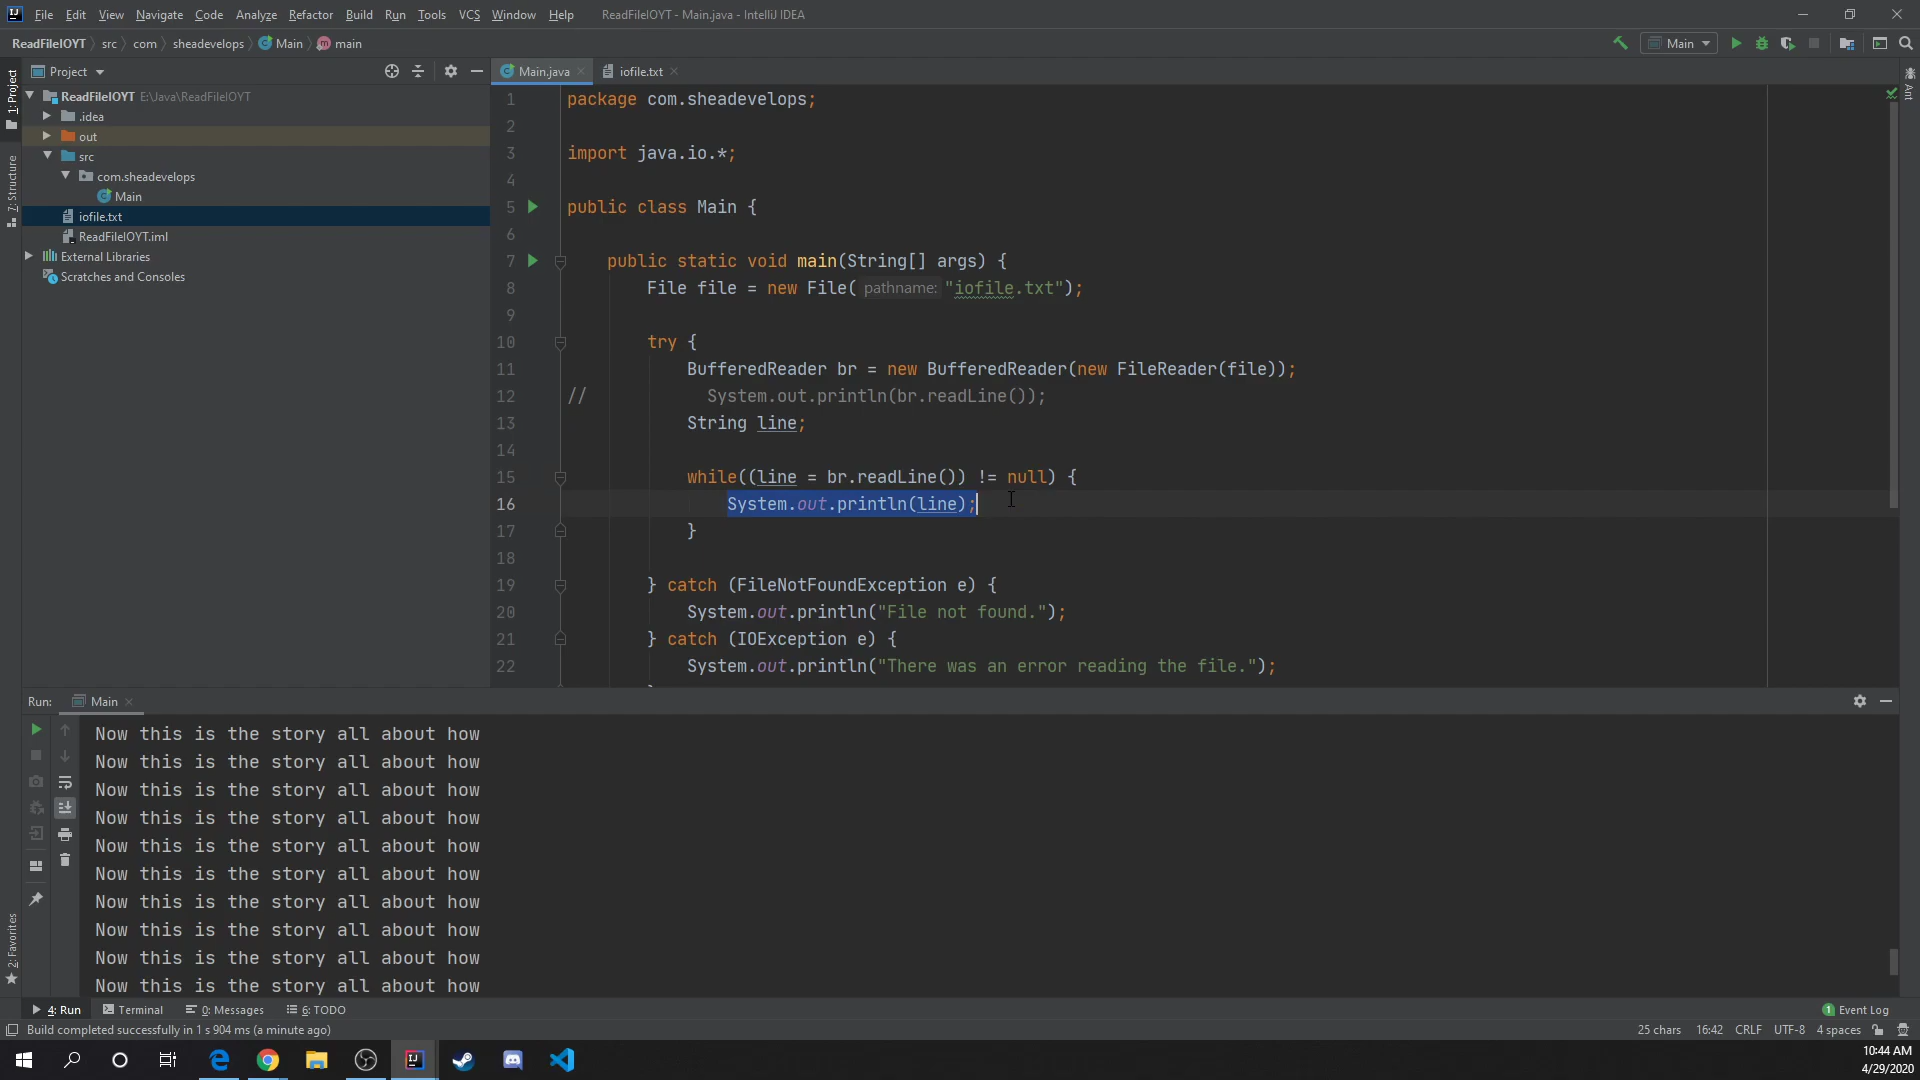 File Edit View Navigate Code Analyze Refactor Build Run Tools VCS Window Help ReadFileIOYT - Main.java - IntelliJ IDEA
ReadFileIOYT src com sheadevelops Main main
Main
1: Project
Project
Main.java
iofile.txt
Ant
ReadFileIOYT E:\Java\ReadFileIOYT
.idea
out
src
com.sheadevelops
Main
iofile.txt
ReadFileIOYT.iml
External Libraries
Scratches and Consoles
7: Structure
1 package com.sheadevelops;
2
3 import java.io.*;
4
5 public class Main {
6
7 public static void main(String[] args) {
8 File file = new File( pathname: "iofile.txt");
9
10 try {
11 BufferedReader br = new BufferedReader(new FileReader(file));
12 // System.out.println(br.readLine());
13 String line;
14
15 while((line = br.readLine()) != null) {
16 System.out.println(line);
17 }
18
19 } catch (FileNotFoundException e) {
20 System.out.println("File not found.");
21 } catch (IOException e) {
22 System.out.println("There was an error reading the file.");
Run: Main
Now this is the story all about how
Now this is the story all about how
Now this is the story all about how
Now this is the story all about how
Now this is the story all about how
Now this is the story all about how
Now this is the story all about how
Now this is the story all about how
Now this is the story all about how
Now this is the story all about how
2: Favorites
4: Run Terminal 0: Messages 6: TODO
1 Event Log
Build completed successfully in 1 s 904 ms (a minute ago)
25 chars 16:42 CRLF UTF-8 4 spaces
10:44 AM
4/29/2020